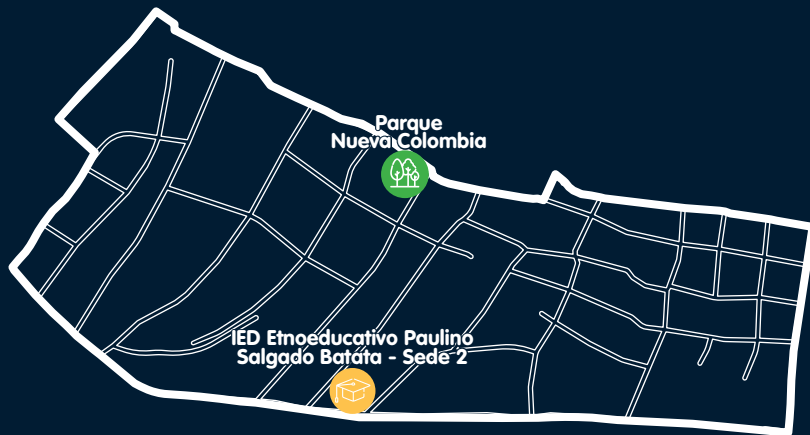 Parque
Nueva Colombia
IED Etnoeducativo Paulino
Salgado Batata - Sede 2